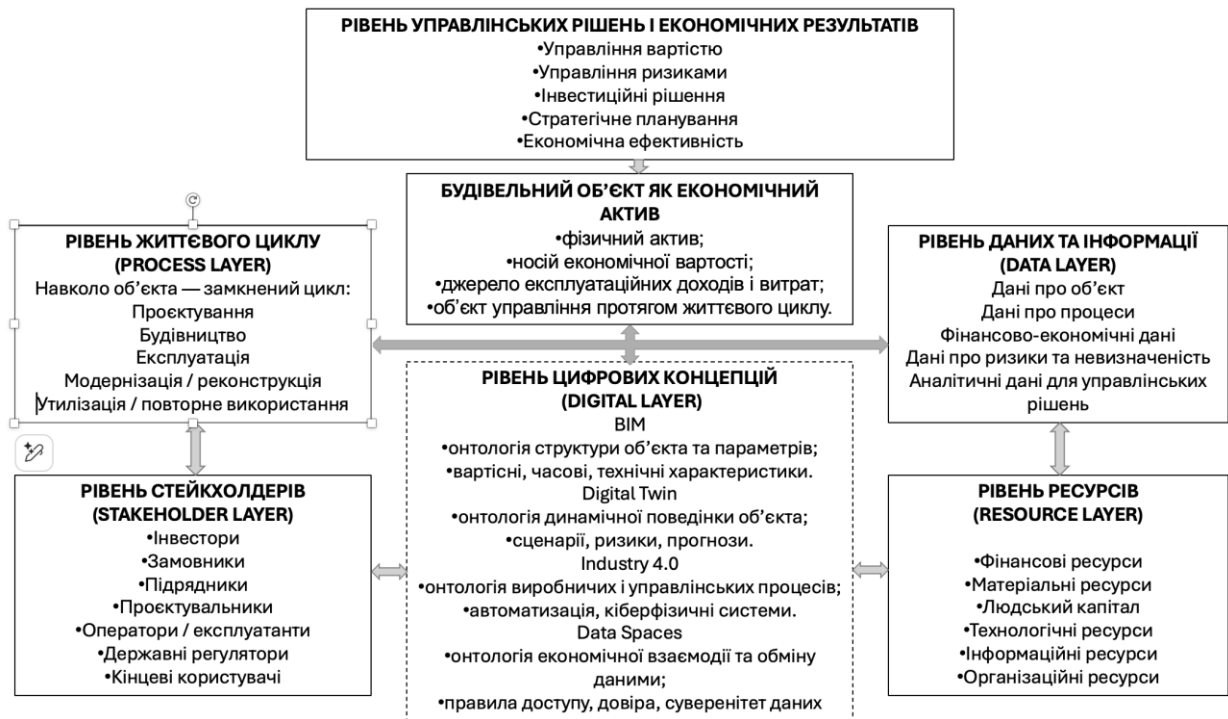 РІВЕНЬ УПРАВЛІНСЬКИХ РІШЕНЬ І ЕКОНОМІЧНИХ РЕЗУЛЬТАТІВ
•Управління вартістю
•Управління ризиками
•Інвестиційні рішення
•Стратегічне планування
•Економічна ефективність
БУДІВЕЛЬНИЙ ОБ’ЄКТ ЯК ЕКОНОМІЧНИЙ
АКТИВ
•фізичний актив;
•носій економічної вартості;
•джерело експлуатаційних доходів і витрат;
•об’єкт управління протягом життєвого циклу.
РІВЕНЬ ЖИТТЄВОГО ЦИКЛУ
(PROCESS LAYER)
Навколо об’єкта — замкнений цикл:
Проєктування
Будівництво
Експлуатація
Модернізація / реконструкція
Утилізація / повторне використання
РІВЕНЬ ДАНИХ ТА ІНФОРМАЦІЇ
(DATA LAYER)
Дані про об’єкт
Дані про процеси
Фінансово-економічні дані
Дані про ризики та невизначеність
Аналітичні дані для управлінських
рішень
РІВЕНЬ ЦИФРОВИХ КОНЦЕПЦІЙ
(DIGITAL LAYER)
BIM
•онтологія структури об’єкта та параметрів;
•вартісні, часові, технічні характеристики.
Digital Twin
•онтологія динамічної поведінки об’єкта;
•сценарії, ризики, прогнози.
Industry 4.0
•онтологія виробничих і управлінських процесів;
•автоматизація, кіберфізичні системи.
Data Spaces
•онтологія економічної взаємодії та обміну
даними;
•правила доступу, довіра, суверенітет даних
РІВЕНЬ СТЕЙКХОЛДЕРІВ
(STAKEHOLDER LAYER)
•Інвестори
•Замовники
•Підрядники
•Проєктувальники
•Оператори / експлуатанти
•Державні регулятори
•Кінцеві користувачі
РІВЕНЬ РЕСУРСІВ
(RESOURCE LAYER)
•Фінансові ресурси
•Матеріальні ресурси
•Людський капітал
•Технологічні ресурси
•Інформаційні ресурси
•Організаційні ресурси